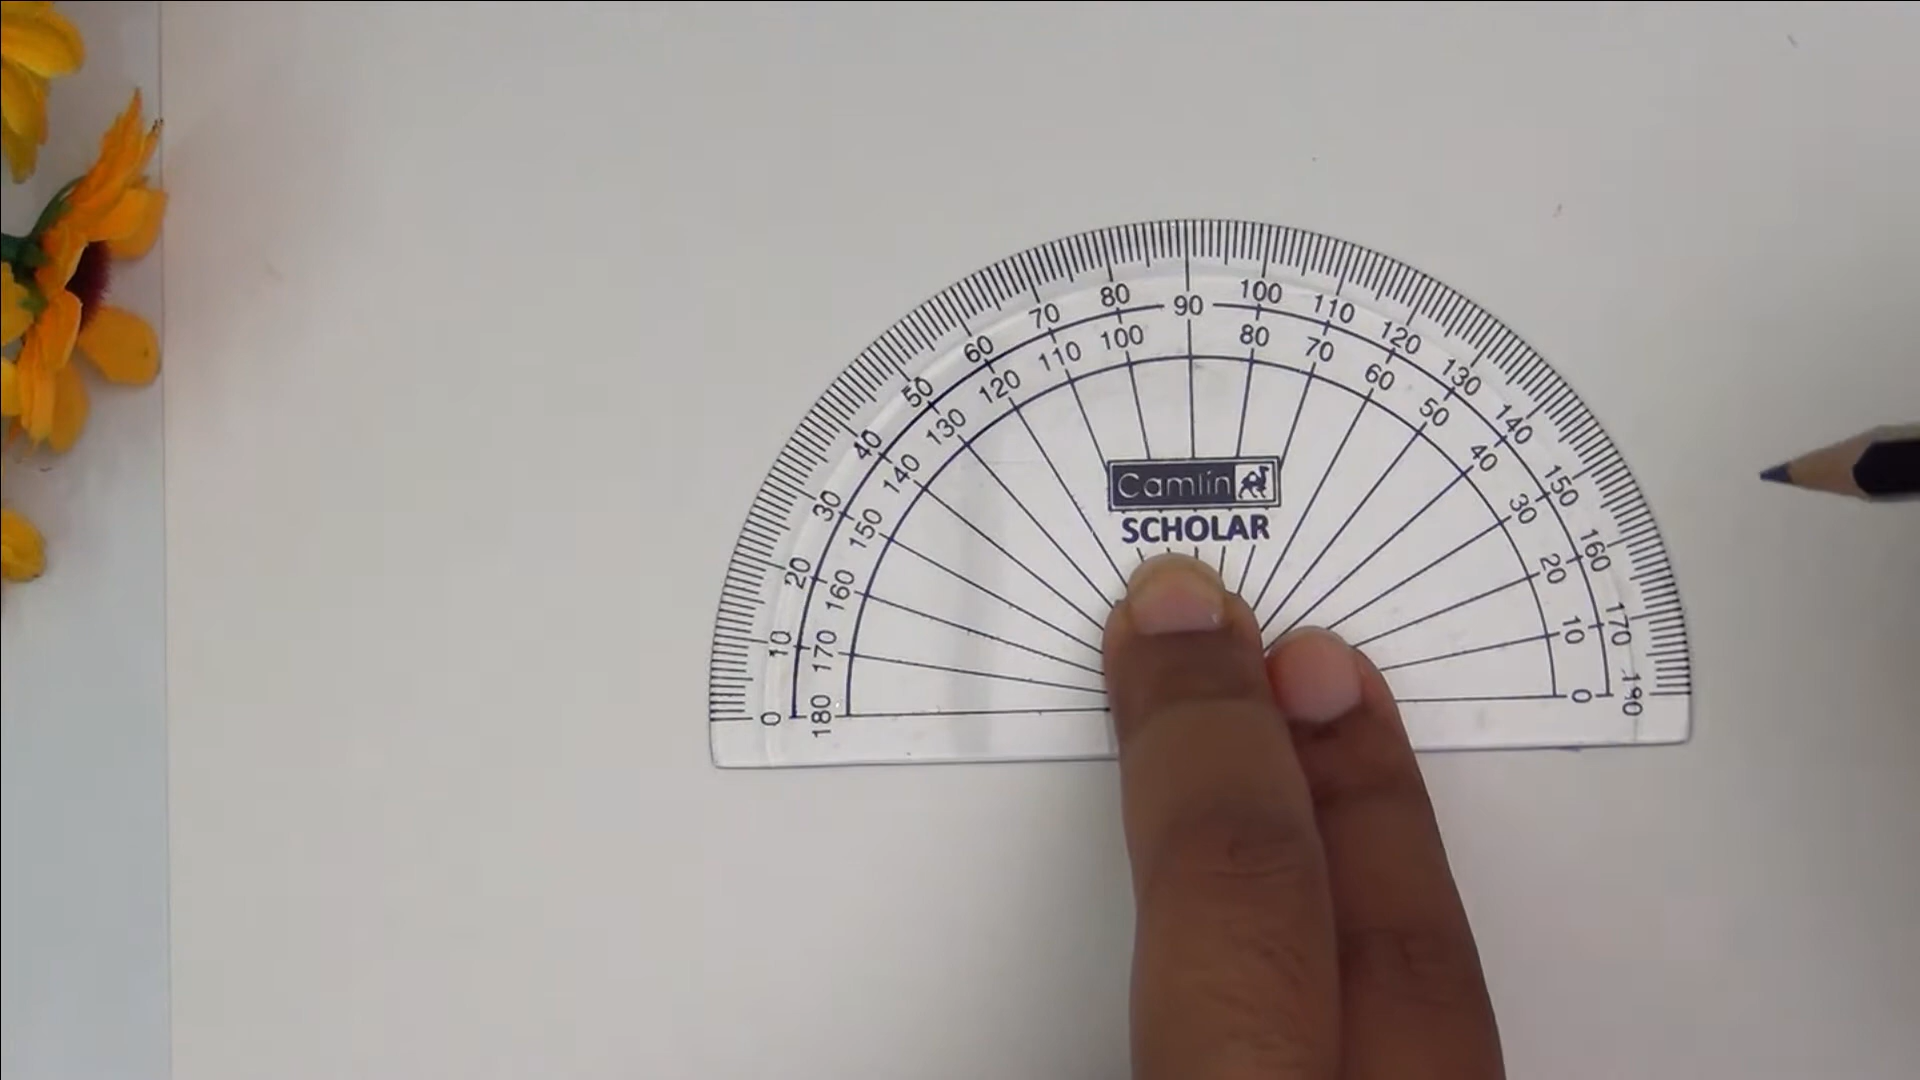 0 10 20 30 40 50 60 70 80 90 100 110 120 130 140 150 160 170 190
180 170 160 150 140 130 120 110 100 80 70 60 50 40 30 20 10 0
Camlin
SCHOLAR